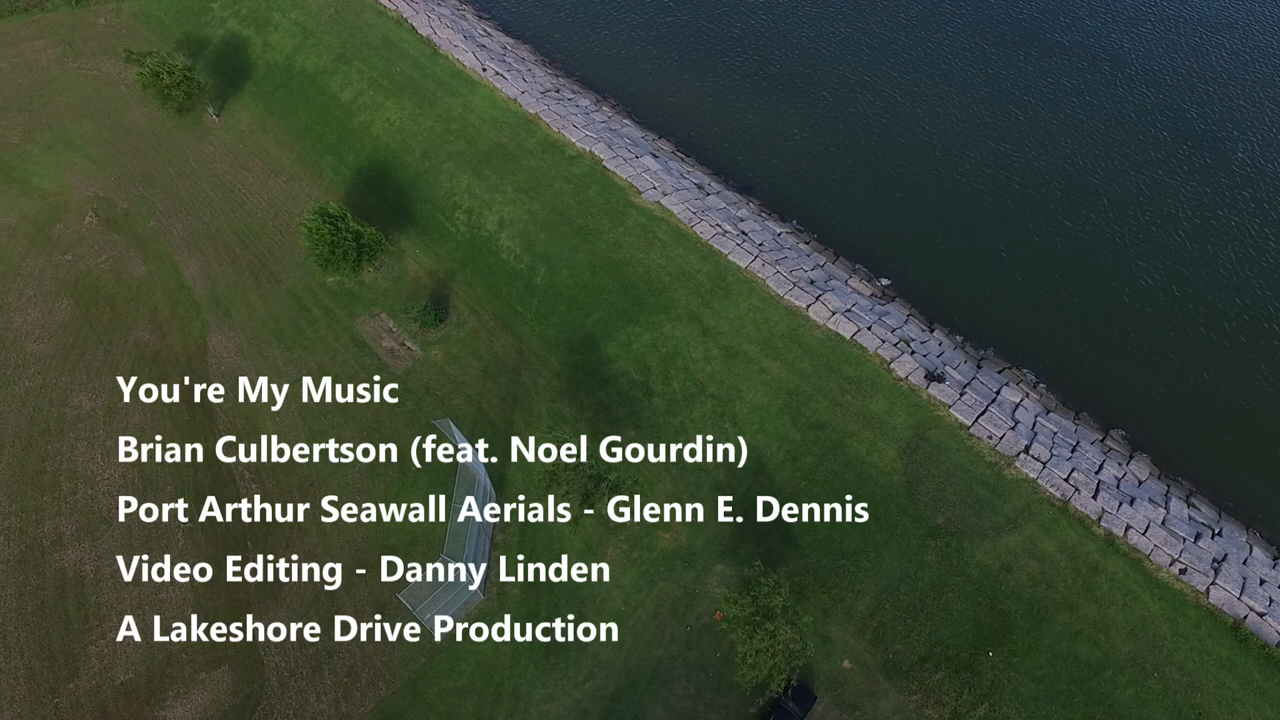 You're My Music
Brian Culbertson (feat. Noel Gourdin)
Port Arthur Seawall Aerials - Glenn E. Dennis
Video Editing - Danny Linden
A Lakeshore Drive Production